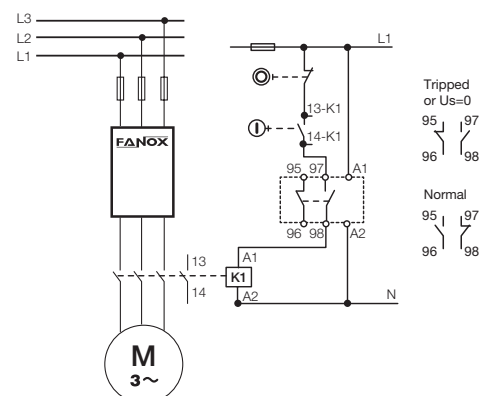 L3
L2
L1
L1
13-K1
14-K1
FANOX
95 97 A1
96 98 A2
13
14
A1
K1
A2
N
M
3~
Tripped
or Us=0
95 97
96 98
Normal
95 97
96 98